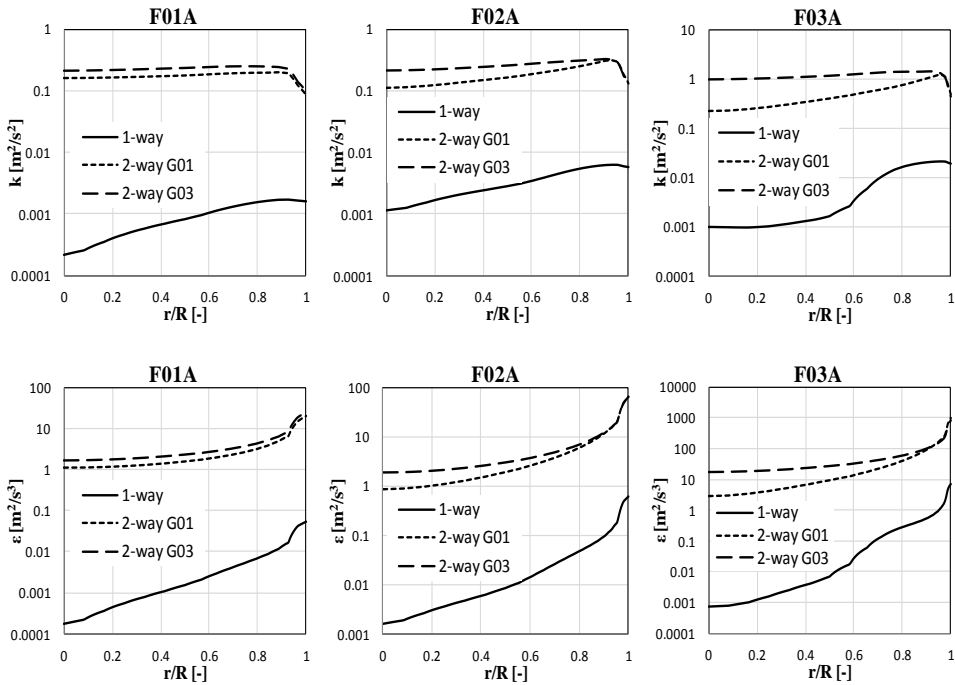 F01A
1
0.1
0.01
0.001
0.0001
k [m²/s²]
1-way
2-way G01
2-way G03
0 0.2 0.4 0.6 0.8 1
r/R [-]
F02A
1
0.1
0.01
0.001
0.0001
k [m²/s²]
1-way
2-way G01
2-way G03
0 0.2 0.4 0.6 0.8 1
r/R [-]
F03A
10
1
0.1
0.01
0.001
0.0001
k [m²/s²]
1-way
2-way G01
2-way G03
0 0.2 0.4 0.6 0.8 1
r/R [-]
F01A
100
10
1
0.1
0.01
0.001
0.0001
ε [m²/s³]
1-way
2-way G01
2-way G03
0 0.2 0.4 0.6 0.8 1
r/R [-]
F02A
100
10
1
0.1
0.01
0.001
ε [m²/s³]
1-way
2-way G01
2-way G03
0 0.2 0.4 0.6 0.8 1
r/R [-]
F03A
10000
1000
100
10
1
0.1
0.01
0.001
0.0001
ε [m²/s³]
1-way
2-way G01
2-way G03
0 0.2 0.4 0.6 0.8 1
r/R [-]